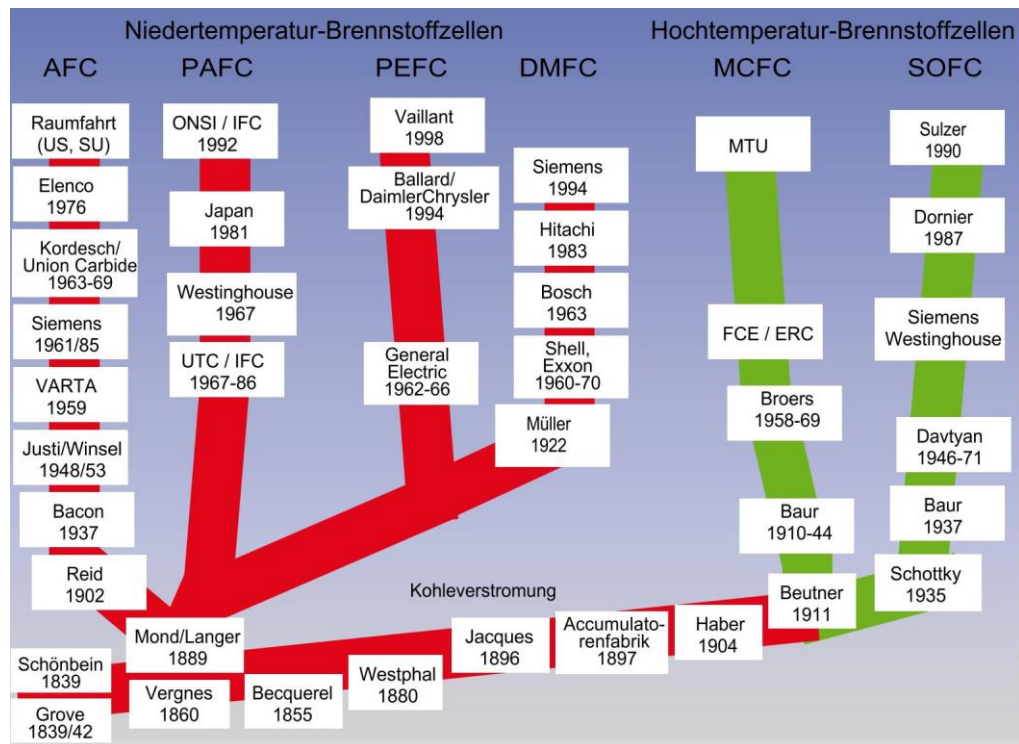 Niedertemperatur-Brennstoffzellen
Hochtemperatur-Brennstoffzellen
AFC
PAFC
PEFC
DMFC
MCFC
SOFC
Raumfahrt
(US, SU)
Elenco
1976
Kordesch/
Union Carbide
1963-69
Siemens
1961/85
VARTA
1959
Justi/Winsel
1948/53
Bacon
1937
Reid
1902
ONSI / IFC
1992
Japan
1981
Westinghouse
1967
UTC / IFC
1967-86
Vaillant
1998
Ballard/
DaimlerChrysler
1994
General
Electric
1962-66
Siemens
1994
Hitachi
1983
Bosch
1963
Shell,
Exxon
1960-70
Müller
1922
MTU
FCE / ERC
Broers
1958-69
Baur
1910-44
Beutner
1911
Sulzer
1990
Dornier
1987
Siemens
Westinghouse
Davtyan
1946-71
Baur
1937
Schottky
1935
Kohleverstromung
Schönbein
1839
Grove
1839/42
Mond/Langer
1889
Vergnes
1860
Becquerel
1855
Westphal
1880
Jacques
1896
Accumulato-
renfabrik
1897
Haber
1904